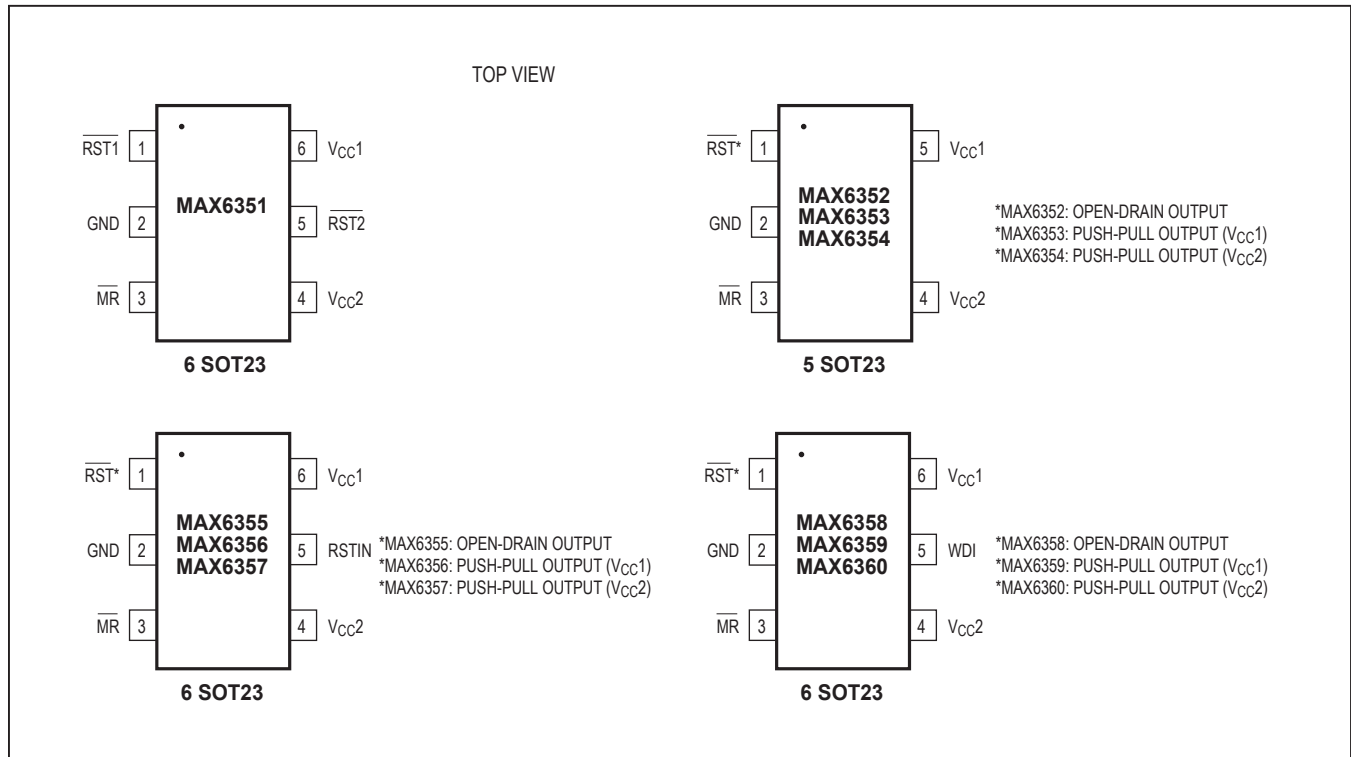 TOP VIEW
RST1 1 MAX6351 6 VCC1
GND 2 5 RST2
MR 3 4 VCC2
6 SOT23
RST* 1 MAX6352 5 VCC1
MAX6353
GND 2 MAX6354
MR 3 4 VCC2
5 SOT23
*MAX6352: OPEN-DRAIN OUTPUT
*MAX6353: PUSH-PULL OUTPUT (VCC1)
*MAX6354: PUSH-PULL OUTPUT (VCC2)
RST* 1 6 VCC1
MAX6355
MAX6356
MAX6357
GND 2 5 RSTIN
MR 3 4 VCC2
6 SOT23
*MAX6355: OPEN-DRAIN OUTPUT
*MAX6356: PUSH-PULL OUTPUT (VCC1)
*MAX6357: PUSH-PULL OUTPUT (VCC2)
RST* 1 6 VCC1
MAX6358
MAX6359
MAX6360
GND 2 5 WDI
MR 3 4 VCC2
6 SOT23
*MAX6358: OPEN-DRAIN OUTPUT
*MAX6359: PUSH-PULL OUTPUT (VCC1)
*MAX6360: PUSH-PULL OUTPUT (VCC2)